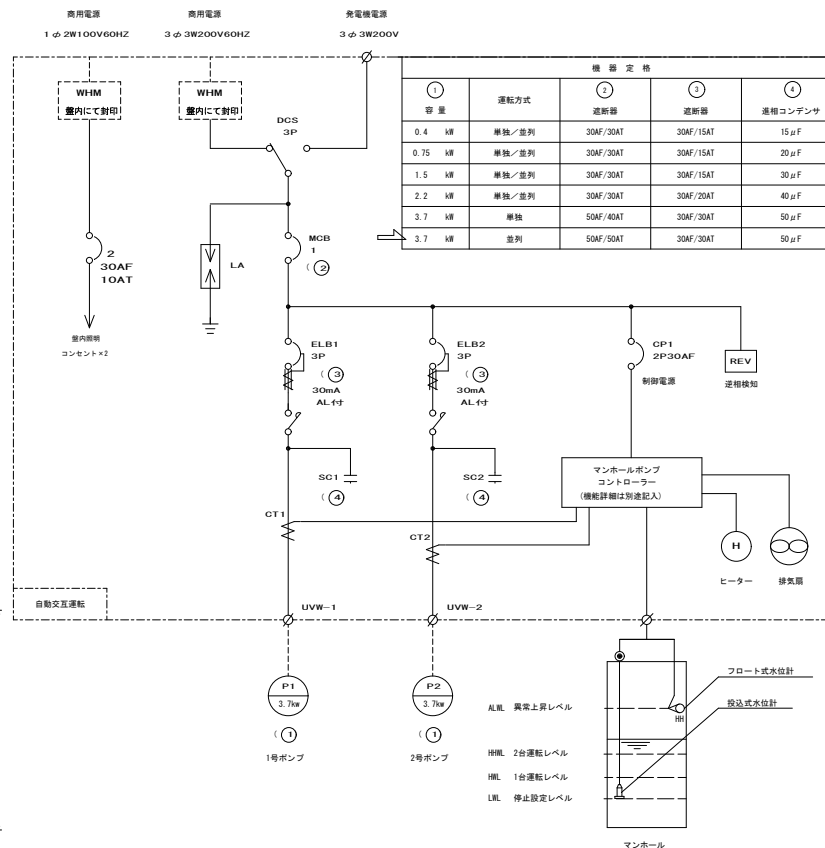 商用電源
1φ2W100V60HZ
商用電源
3φ3W200V60HZ
発電機電源
3φ3W200V
WHM
盤内にて封印
WHM
盤内にて封印
DCS
3P
機 器 定 格
① 容 量 運転方式 ② 遮断器 ③ 遮断器 ④ 進相コンデンサ
0.4 kW 単独/並列 30AF/30AT 30AF/15AT 15μF
0.75 kW 単独/並列 30AF/30AT 30AF/15AT 20μF
1.5 kW 単独/並列 30AF/30AT 30AF/15AT 30μF
2.2 kW 単独/並列 30AF/30AT 30AF/20AT 40μF
3.7 kW 単独 50AF/40AT 30AF/30AT 50μF
3.7 kW 並列 50AF/50AT 30AF/30AT 50μF
2
30AF
10AT
盤内照明
コンセント×2
LA
MCB
1
( ②
ELB1
3P
( ③
30mA
AL付
ELB2
3P
( ③
30mA
AL付
CP1
2P30AF
制御電源
REV
逆相検知
SC1
( ④
SC2
( ④
マンホールポンプ
コントローラー
(機能詳細は別途記入)
CT1
CT2
H
ヒーター
排気扇
自動交互運転
UVW-1
UVW-2
P1
3.7kw
( ①
1号ポンプ
P2
3.7kw
( ①
2号ポンプ
フロート式水位計
投込式水位計
ALWL 異常上昇レベル
HH
HHWL 2台運転レベル
HWL 1台運転レベル
LWL 停止設定レベル
マンホール